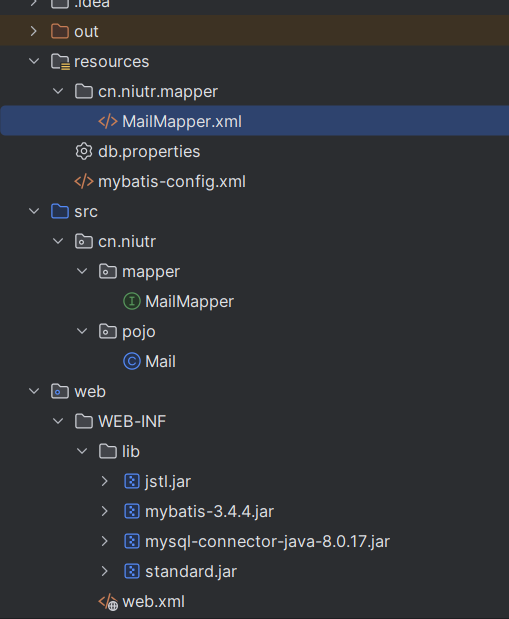 .idea
out
resources
cn.niutr.mapper
MailMapper.xml
db.properties
mybatis-config.xml
src
cn.niutr
mapper
MailMapper
pojo
Mail
web
WEB-INF
lib
jstl.jar
mybatis-3.4.4.jar
mysql-connector-java-8.0.17.jar
standard.jar
web.xml